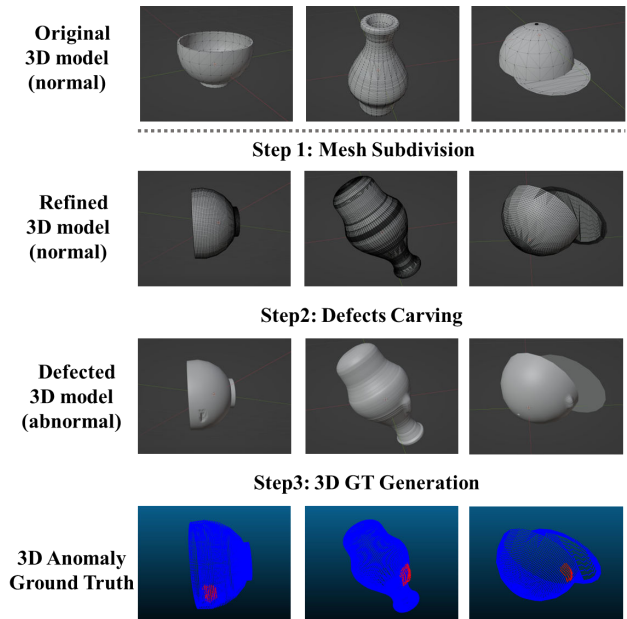 Original
3D model
(normal)
Step 1: Mesh Subdivision
Refined
3D model
(normal)
Step2: Defects Carving
Defected
3D model
(abnormal)
Step3: 3D GT Generation
3D Anomaly
Ground Truth